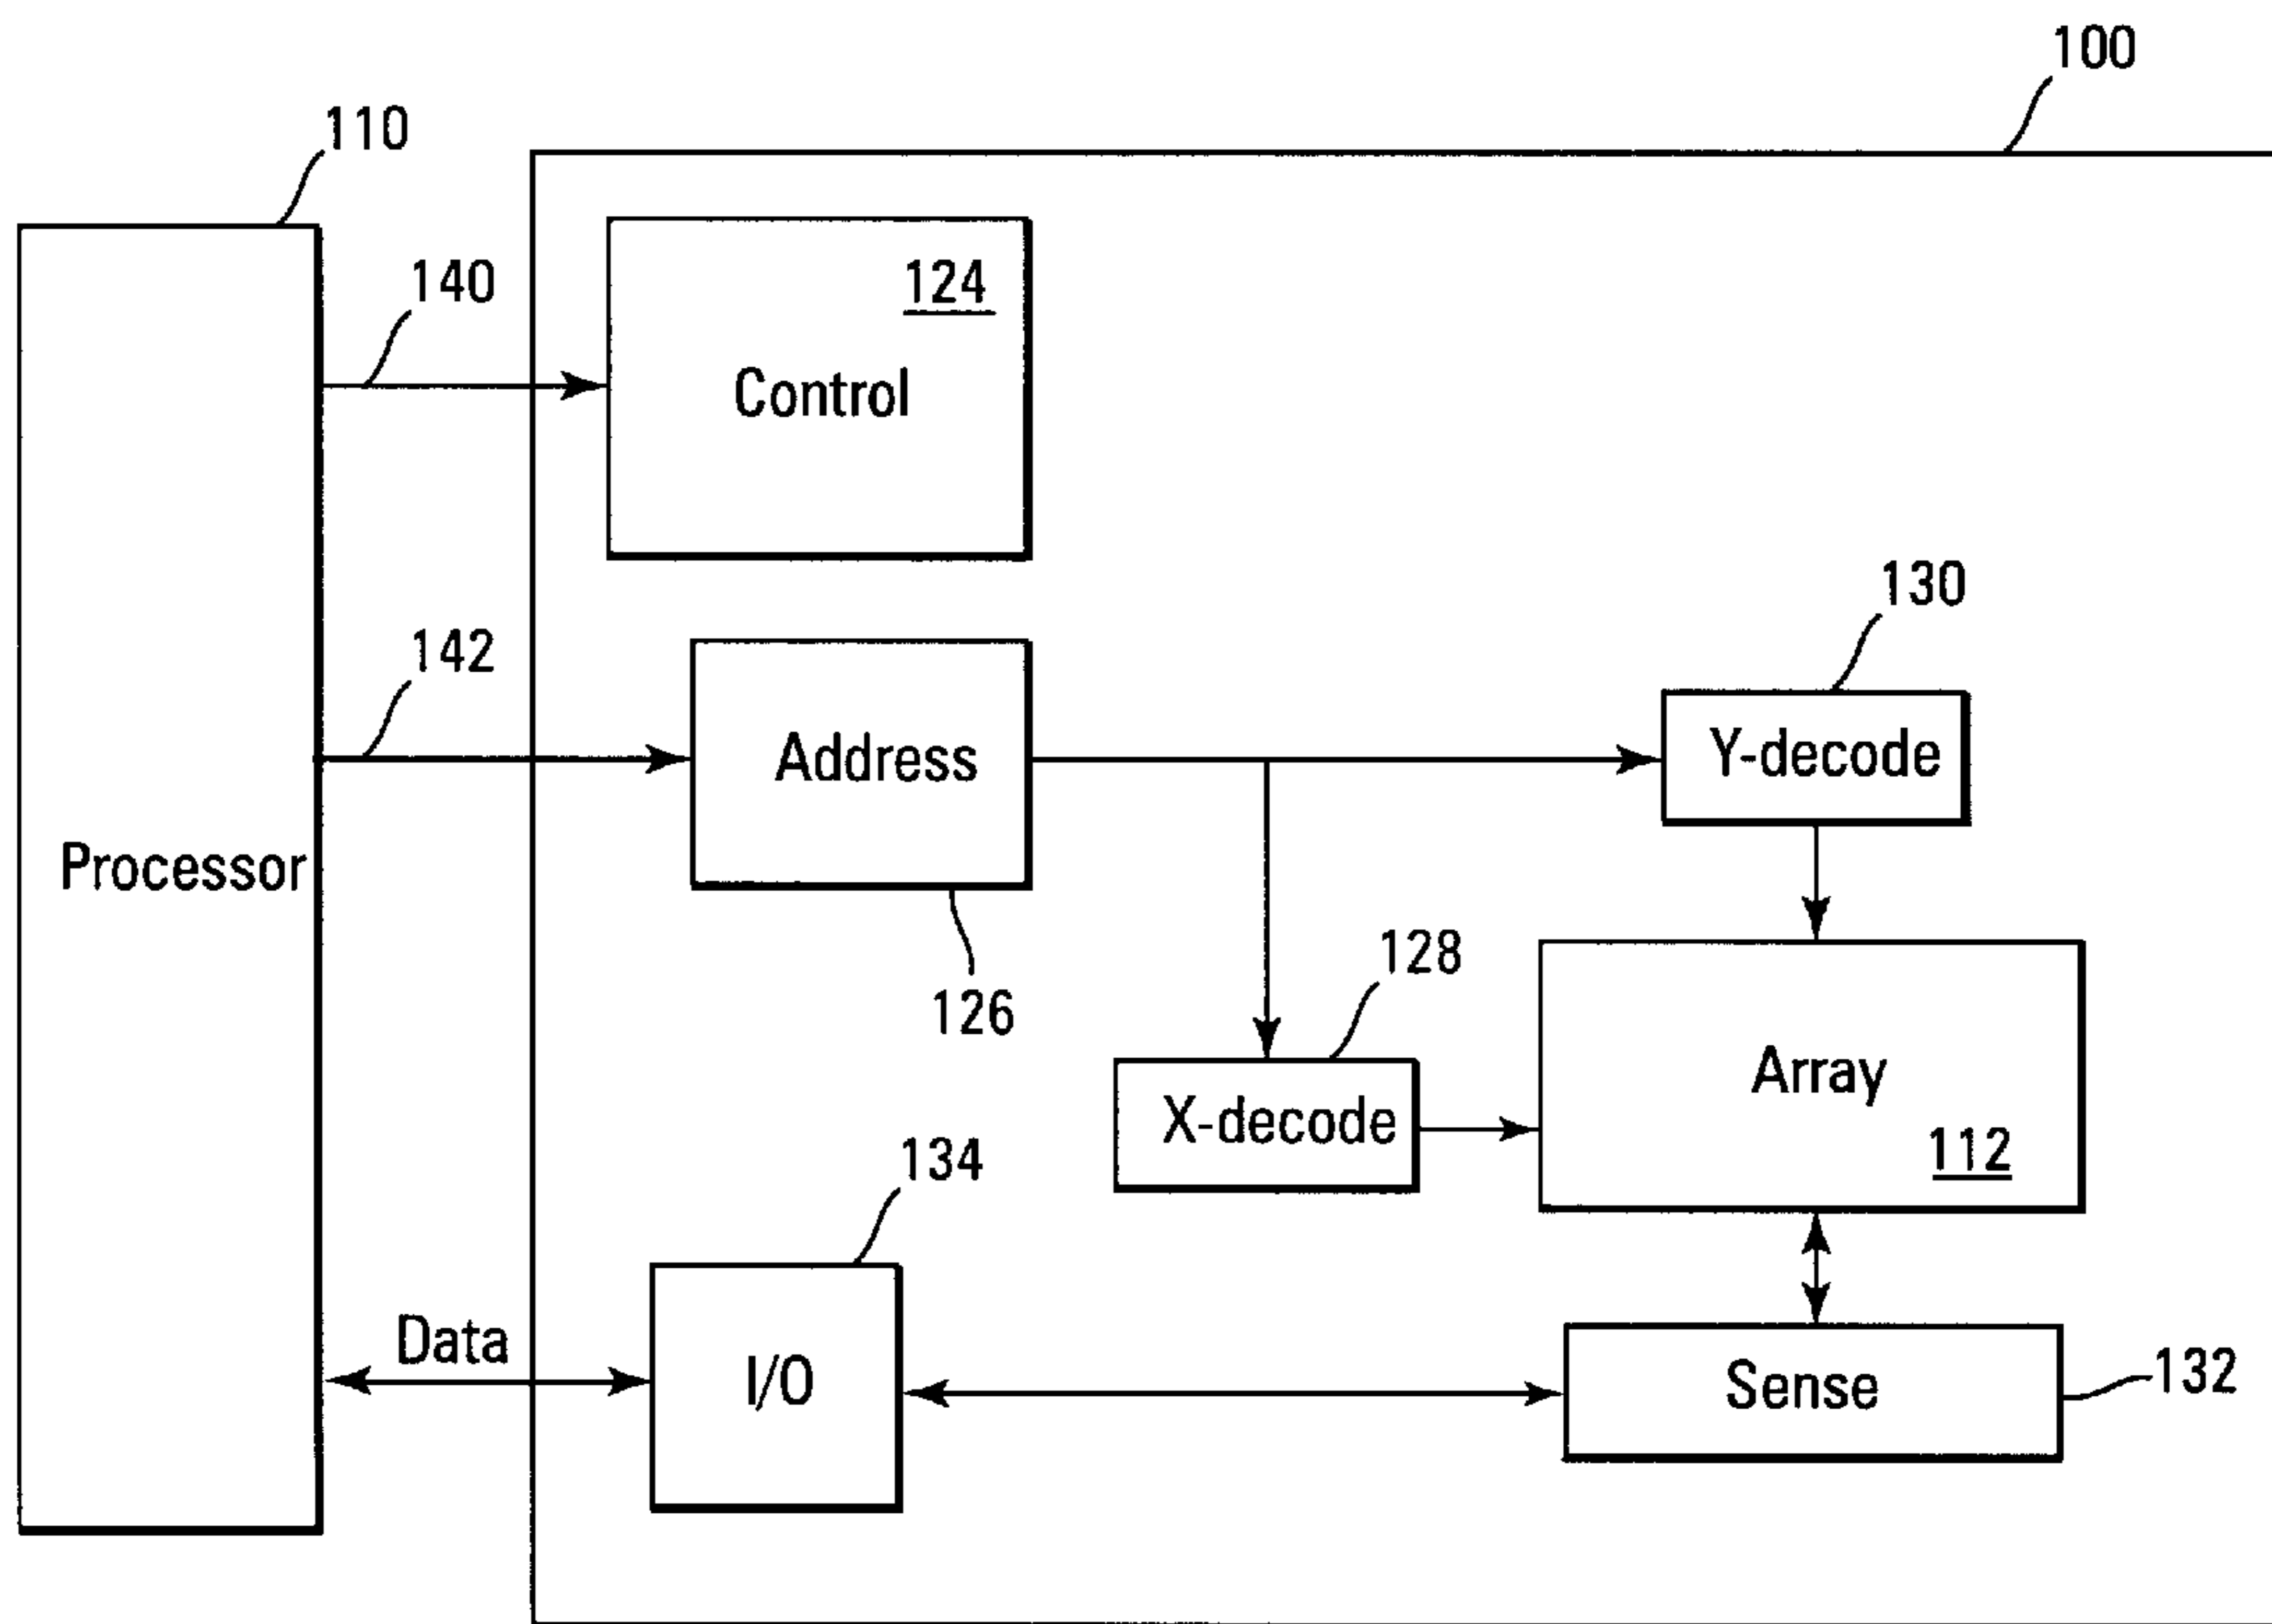 100
110
140
124
Control
130
142
Address
Y-decode
Processor
128
126
Array
X-decode
112
134
Data
I/O
Sense
132